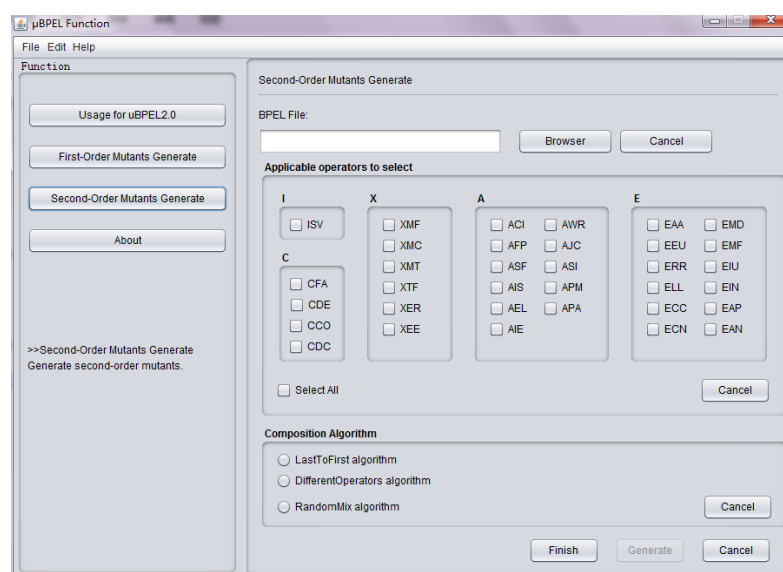 μBPEL Function
File Edit Help
Function
Usage for uBPEL2.0
First-Order Mutants Generate
Second-Order Mutants Generate
About
>>Second-Order Mutants Generate
Generate second-order mutants.
Second-Order Mutants Generate
BPEL File:
Browser Cancel
Applicable operators to select
I X A E
ISV XMF ACI AWR EAA EMD
XMC AFP AJC EEU EMF
C XMT ASF ASI ERR EIU
CFA XTF AIS APM ELL EIN
CDE XER AEL APA ECC EAP
CCO XEE AIE ECN EAN
CDC
Select All Cancel
Composition Algorithm
LastToFirst algorithm
DifferentOperators algorithm
RandomMix algorithm Cancel
Finish Generate Cancel